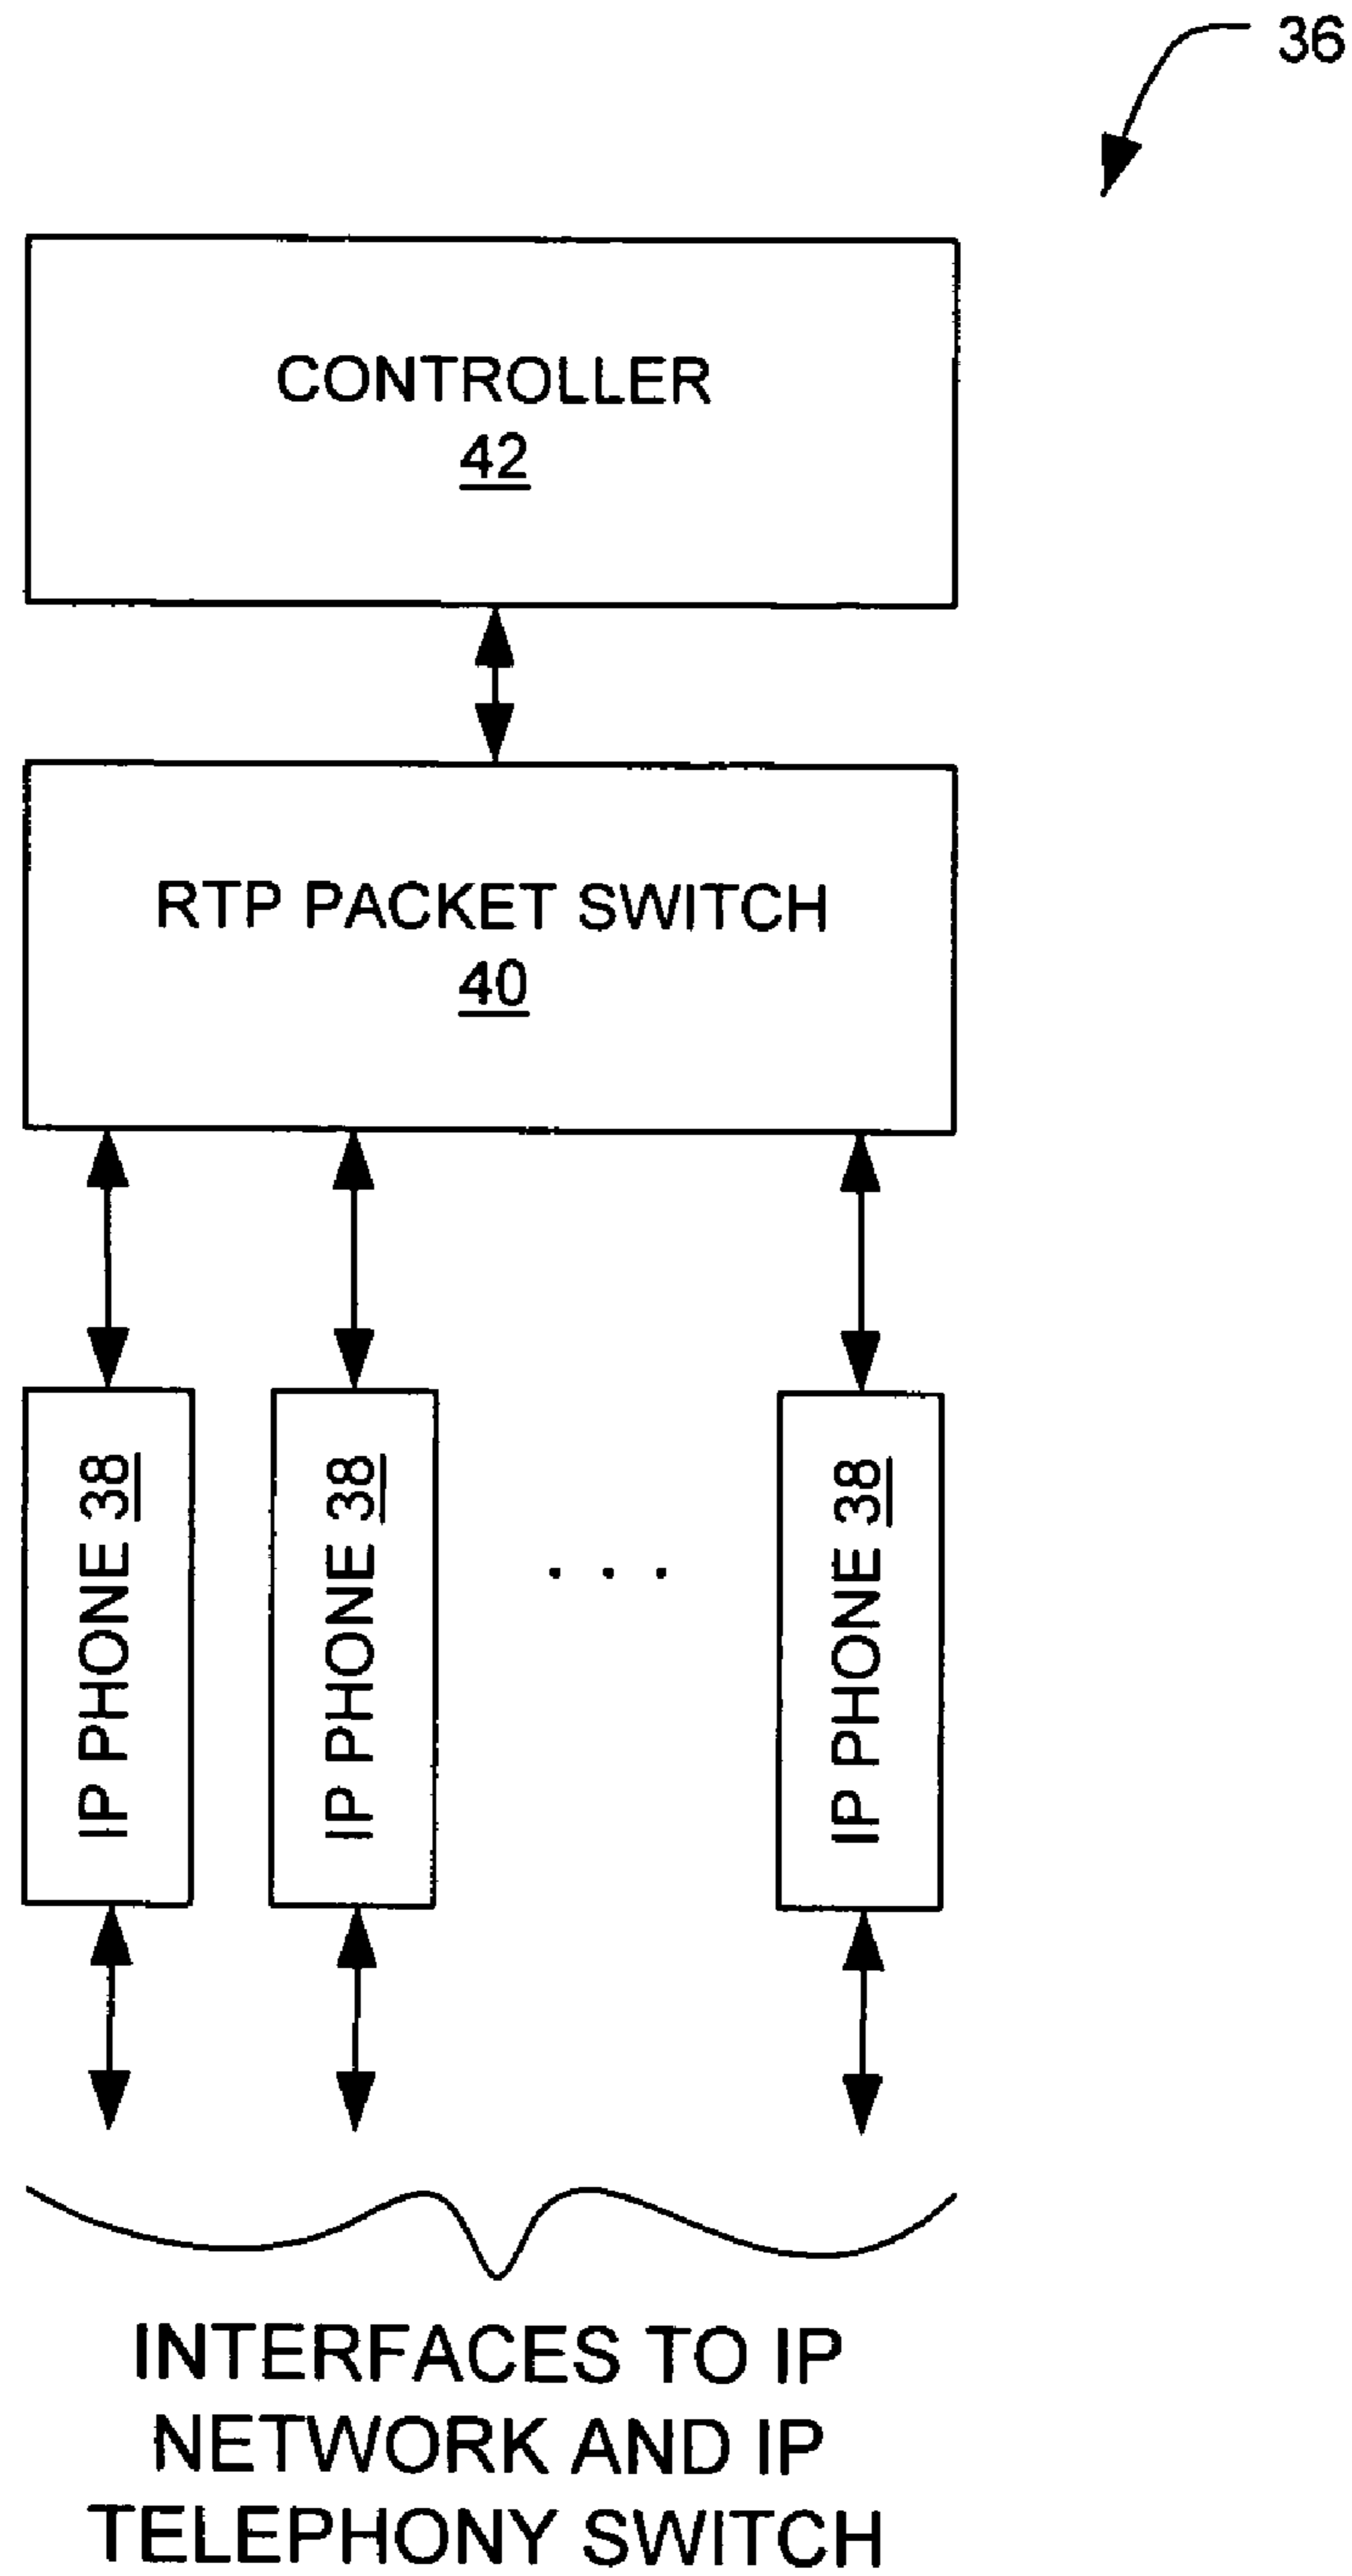 36
CONTROLLER
42
RTP PACKET SWITCH
40
IP PHONE 38
IP PHONE 38
. . .
IP PHONE 38
INTERFACES TO IP
NETWORK AND IP
TELEPHONY SWITCH